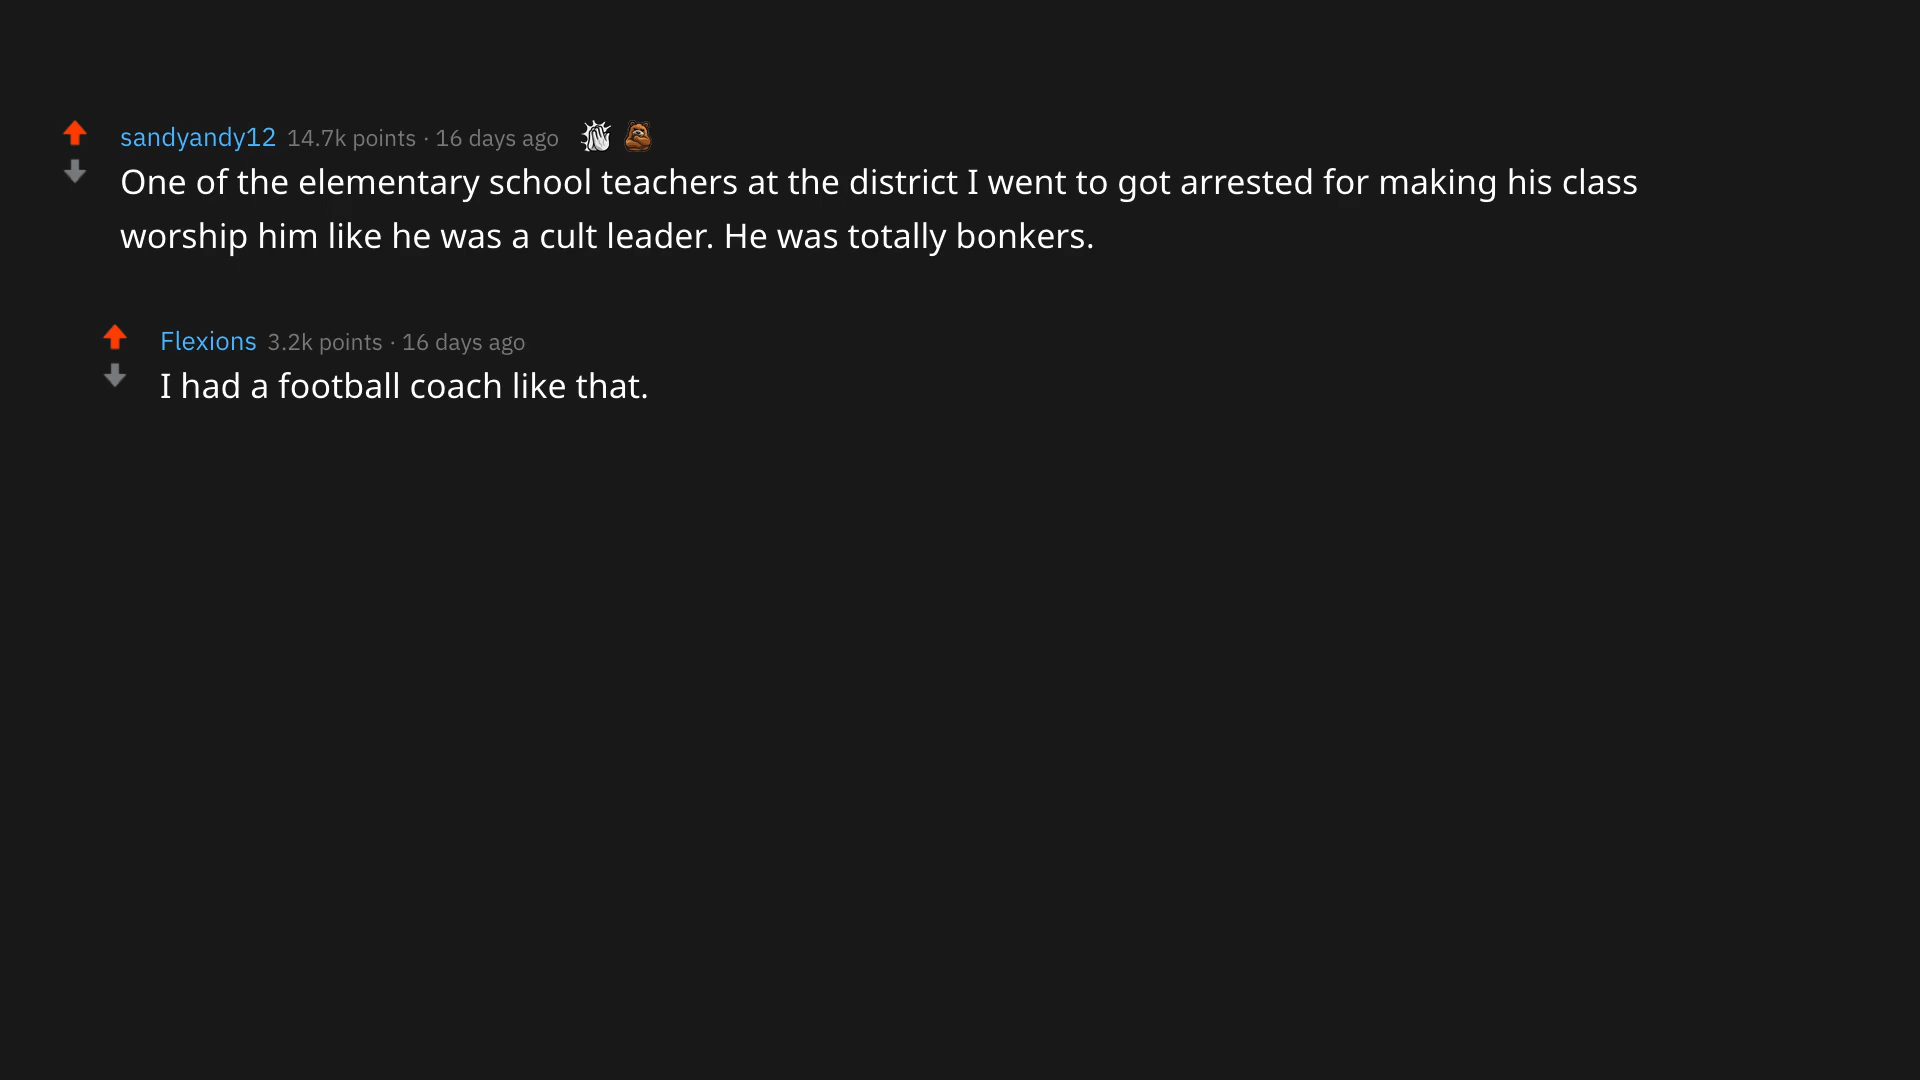 sandyandy12 14.7k points · 16 days ago
One of the elementary school teachers at the district I went to got arrested for making his class
worship him like he was a cult leader. He was totally bonkers.
Flexions 3.2k points · 16 days ago
I had a football coach like that.